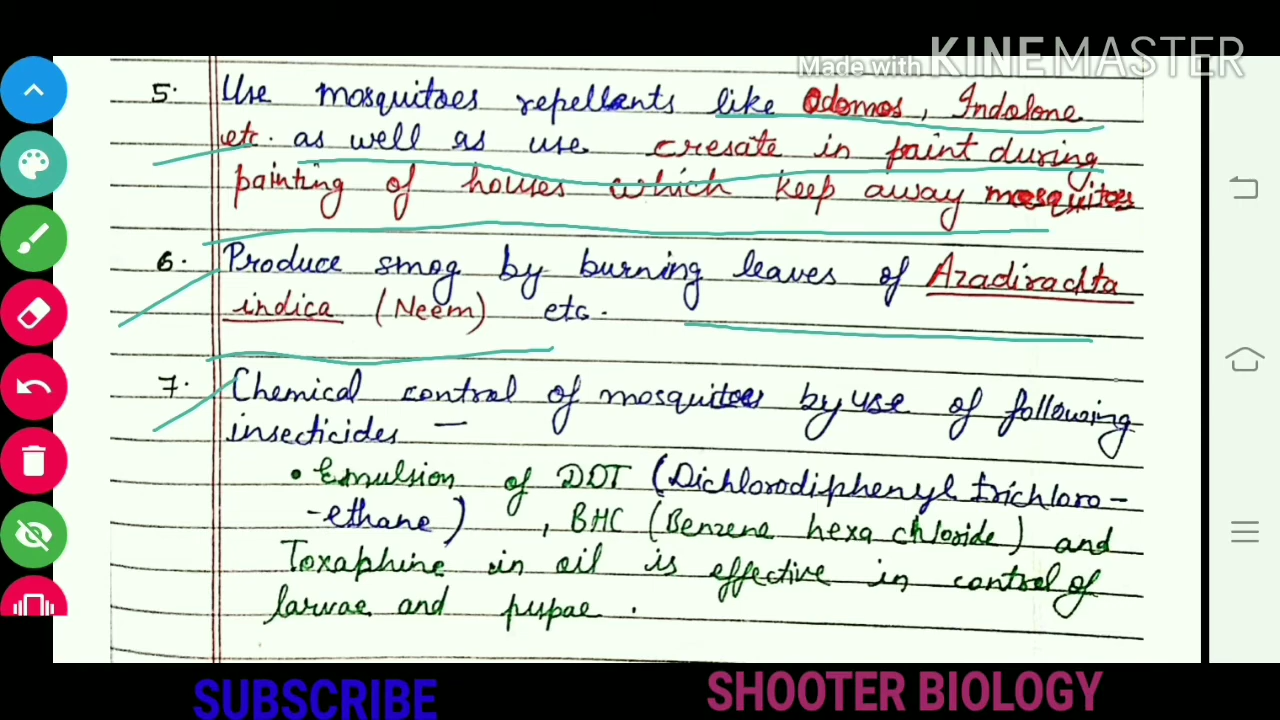 Made with KINEMASTER
5. Use mosquitoes repellents like Odomos, Indalone
etc. as well as use cresate in paint during
painting of houses which keep away mosquitoes
6. Produce smog by burning leaves of Azadirachta
indica (Neem) etc.
7. Chemical control of mosquitoes by use of following
insecticides —
• Emulsion of DDT (Dichlorodiphenyl trichloro-
-ethane), BHC (Benzene hexa chloride) and
Toxaphine in oil is effective in control of
larvae and pupae.
SUBSCRIBE
SHOOTER BIOLOGY